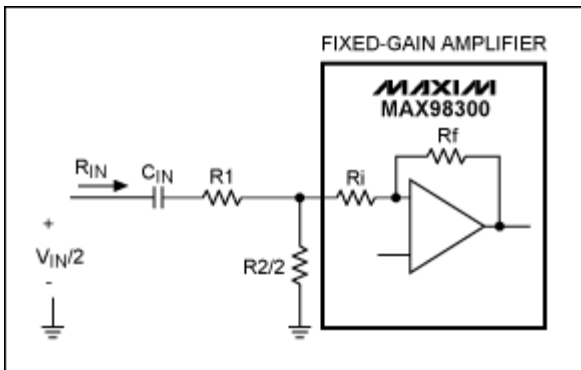 FIXED-GAIN AMPLIFIER
MAXIM
MAX98300
Rf
RIN
CIN
R1
Ri
+
VIN/2
-
R2/2